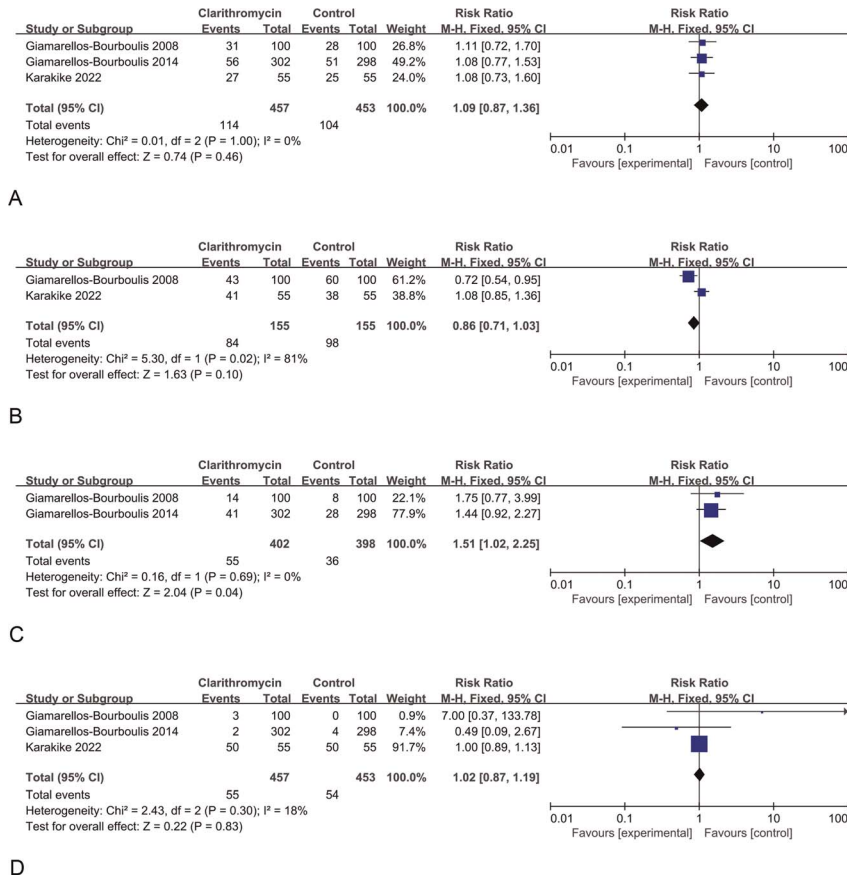 Clarithromycin Control Risk Ratio Risk Ratio
Study or Subgroup Events Total Events Total Weight M-H, Fixed, 95% CI M-H, Fixed, 95% CI
Giamarellos-Bourboulis 2008 31 100 28 100 26.8% 1.11 [0.72, 1.70]
Giamarellos-Bourboulis 2014 56 302 51 298 49.2% 1.08 [0.77, 1.53]
Karakike 2022 27 55 25 55 24.0% 1.08 [0.73, 1.60]
Total (95% CI) 457 453 100.0% 1.09 [0.87, 1.36]
Total events 114 104
Heterogeneity: Chi² = 0.01, df = 2 (P = 1.00); I² = 0%
Test for overall effect: Z = 0.74 (P = 0.46)
0.01 0.1 1 10 100
Favours [experimental] Favours [control]
A
Clarithromycin Control Risk Ratio Risk Ratio
Study or Subgroup Events Total Events Total Weight M-H, Fixed, 95% CI M-H, Fixed, 95% CI
Giamarellos-Bourboulis 2008 43 100 60 100 61.2% 0.72 [0.54, 0.95]
Karakike 2022 41 55 38 55 38.8% 1.08 [0.85, 1.36]
Total (95% CI) 155 155 100.0% 0.86 [0.71, 1.03]
Total events 84 98
Heterogeneity: Chi² = 5.30, df = 1 (P = 0.02); I² = 81%
Test for overall effect: Z = 1.63 (P = 0.10)
0.01 0.1 1 10 100
Favours [experimental] Favours [control]
B
Clarithromycin Control Risk Ratio Risk Ratio
Study or Subgroup Events Total Events Total Weight M-H, Fixed, 95% CI M-H, Fixed, 95% CI
Giamarellos-Bourboulis 2008 14 100 8 100 22.1% 1.75 [0.77, 3.99]
Giamarellos-Bourboulis 2014 41 302 28 298 77.9% 1.44 [0.92, 2.27]
Total (95% CI) 402 398 100.0% 1.51 [1.02, 2.25]
Total events 55 36
Heterogeneity: Chi² = 0.16, df = 1 (P = 0.69); I² = 0%
Test for overall effect: Z = 2.04 (P = 0.04)
0.01 0.1 1 10 100
Favours [experimental] Favours [control]
C
Clarithromycin Control Risk Ratio Risk Ratio
Study or Subgroup Events Total Events Total Weight M-H, Fixed, 95% CI M-H, Fixed, 95% CI
Giamarellos-Bourboulis 2008 3 100 0 100 0.9% 7.00 [0.37, 133.78]
Giamarellos-Bourboulis 2014 2 302 4 298 7.4% 0.49 [0.09, 2.67]
Karakike 2022 50 55 50 55 91.7% 1.00 [0.89, 1.13]
Total (95% CI) 457 453 100.0% 1.02 [0.87, 1.19]
Total events 55 54
Heterogeneity: Chi² = 2.43, df = 2 (P = 0.30); I² = 18%
Test for overall effect: Z = 0.22 (P = 0.83)
0.01 0.1 1 10 100
Favours [experimental] Favours [control]
D